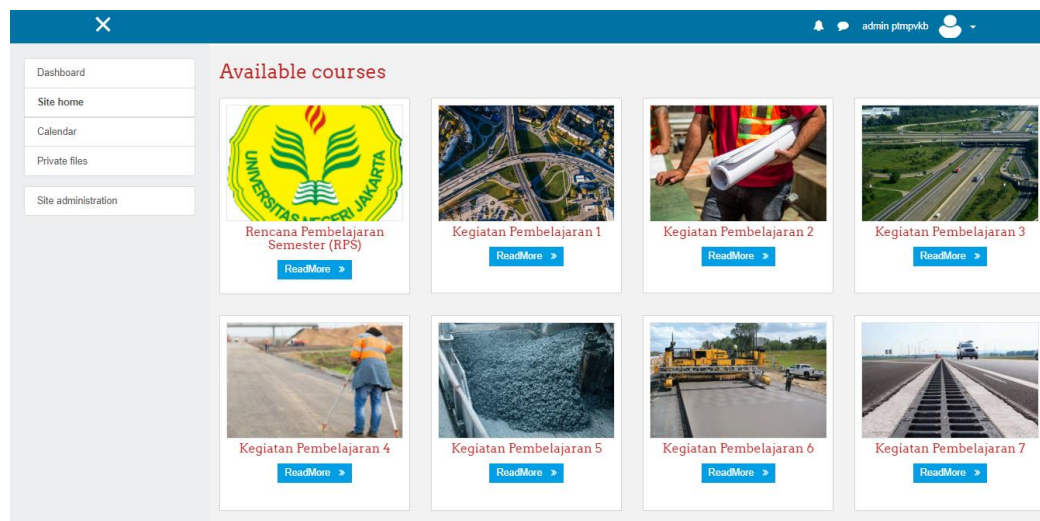 admin ptmpvkb
Dashboard
Site home
Calendar
Private files
Site administration
Available courses
UNIVERSITAS NEGERI JAKARTA
Rencana Pembelajaran
Semester (RPS)
ReadMore »
Kegiatan Pembelajaran 1
ReadMore »
Kegiatan Pembelajaran 2
ReadMore »
Kegiatan Pembelajaran 3
ReadMore »
Kegiatan Pembelajaran 4
ReadMore »
Kegiatan Pembelajaran 5
ReadMore »
Kegiatan Pembelajaran 6
ReadMore »
Kegiatan Pembelajaran 7
ReadMore »